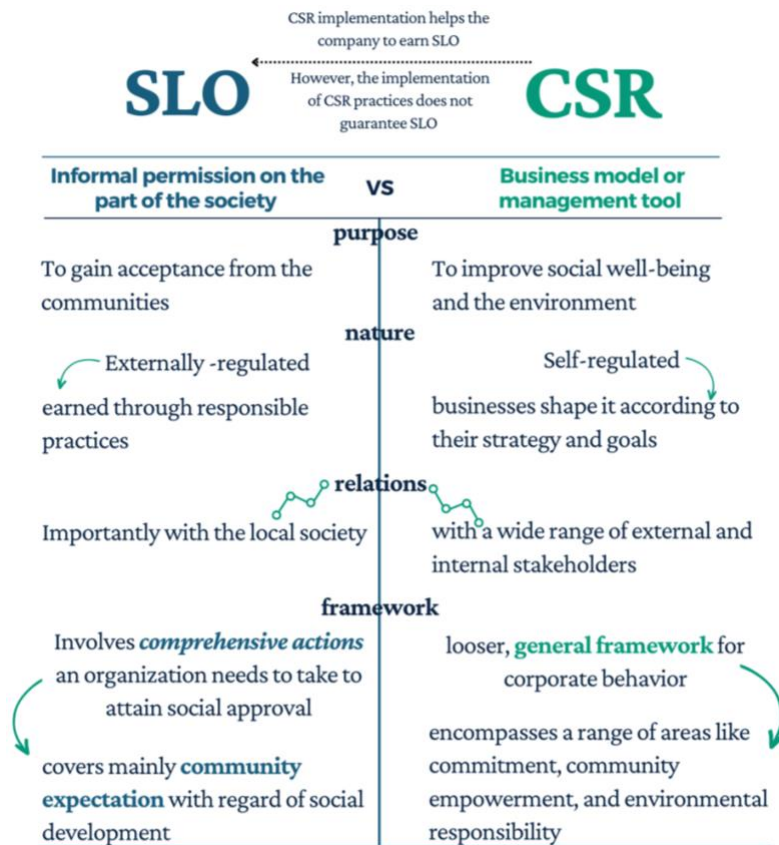 CSR implementation helps the
company to earn SLO
SLO
CSR
However, the implementation
of CSR practices does not
guarantee SLO
Informal permission on the
part of the society
VS
Business model or
management tool
purpose
To gain acceptance from the
communities
To improve social well-being
and the environment
nature
Externally -regulated
earned through responsible
practices
Self-regulated
businesses shape it according to
their strategy and goals
relations
Importantly with the local society
with a wide range of external and
internal stakeholders
framework
Involves comprehensive actions
an organization needs to take to
attain social approval
covers mainly community
expectation with regard of social
development
looser, general framework for
corporate behavior
encompasses a range of areas like
commitment, community
empowerment, and environmental
responsibility